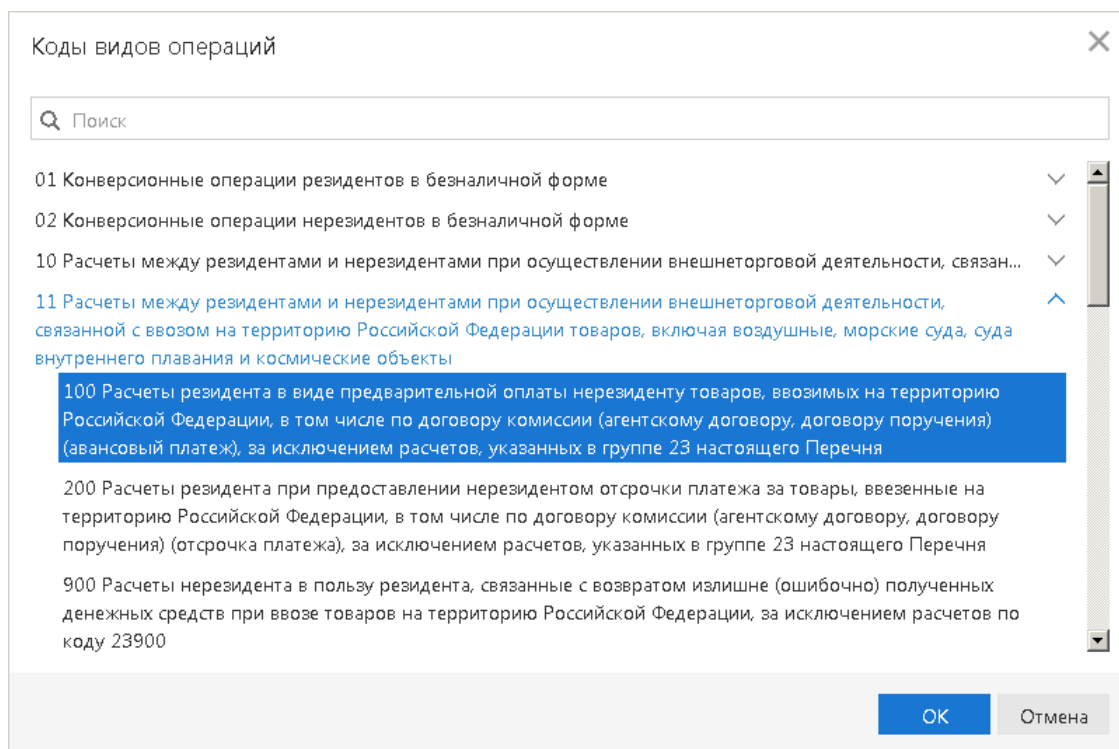 Коды видов операций
Поиск
01 Конверсионные операции резидентов в безналичной форме
02 Конверсионные операции нерезидентов в безналичной форме
10 Расчеты между резидентами и нерезидентами при осуществлении внешнеторговой деятельности, связан...
11 Расчеты между резидентами и нерезидентами при осуществлении внешнеторговой деятельности,
связанной с ввозом на территорию Российской Федерации товаров, включая воздушные, морские суда, суда
внутреннего плавания и космические объекты
100 Расчеты резидента в виде предварительной оплаты нерезиденту товаров, ввозимых на территорию
Российской Федерации, в том числе по договору комиссии (агентскому договору, договору поручения)
(авансовый платеж), за исключением расчетов, указанных в группе 23 настоящего Перечня
200 Расчеты резидента при предоставлении нерезидентом отсрочки платежа за товары, ввезенные на
территорию Российской Федерации, в том числе по договору комиссии (агентскому договору, договору
поручения) (отсрочка платежа), за исключением расчетов, указанных в группе 23 настоящего Перечня
900 Расчеты нерезидента в пользу резидента, связанные с возвратом излишне (ошибочно) полученных
денежных средств при ввозе товаров на территорию Российской Федерации, за исключением расчетов по
коду 23900
ОК
Отмена